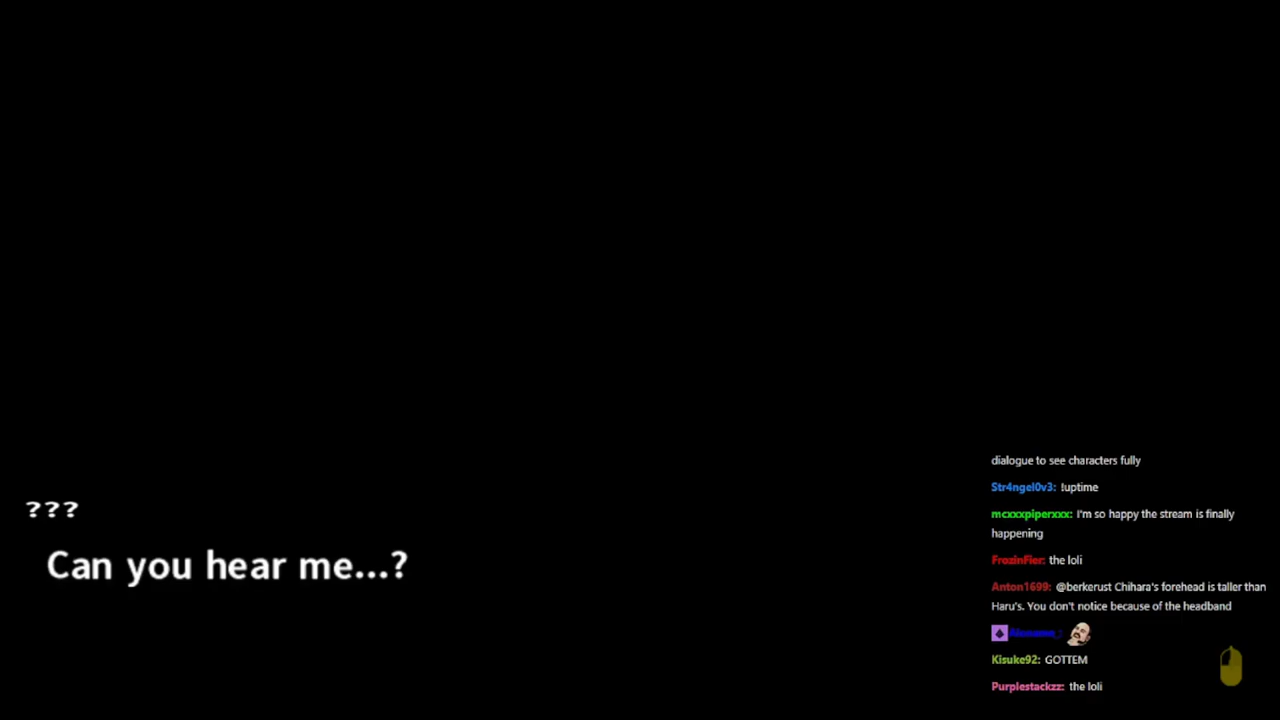 ???
Can you hear me...?
dialogue to see characters fully
Str4ngel0v3: !uptime
mcxxxpiperxxx: I'm so happy the stream is finally
happening
FrozinFier: the loli
Anton1699: @berkerust Chihara's forehead is taller than
Haru's. You don't notice because of the headband
Kisuke92: GOTTEM
Purplestackzz: the loli